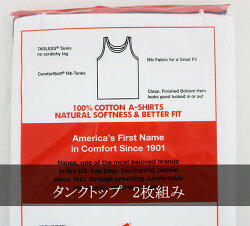 TAGLESS® Tanks
no scratchy tag
Rib Fabric for a Great Fit
ComfortSoft® Rib Tanks
Clean, Finished Bottom Hem
looks good tucked in or out
100% COTTON A-SHIRTS
NATURAL SOFTNESS & BETTER FIT
America's First Name
in Comfort Since 1901
Hanes, one of the most beloved brands
in the US, has been fascinating people
since 1901 through providing comfortable
タンクトップ 2枚組み